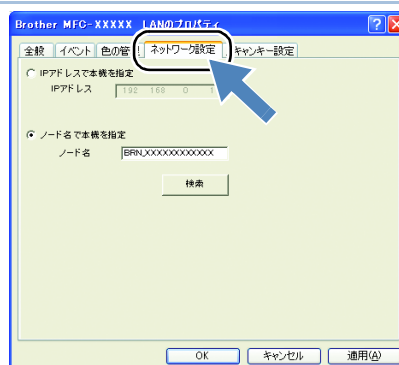 Brother MFC-XXXXX LANのプロパティ
全般 イベント 色の管 ネットワーク設定 キャンキー設定
IPアドレスで本機を指定
IPアドレス 192 168 0 1
ノード名で本機を指定
ノード名 BRN_XXXXXXXXXXXX
検索
OK キャンセル 適用(A)